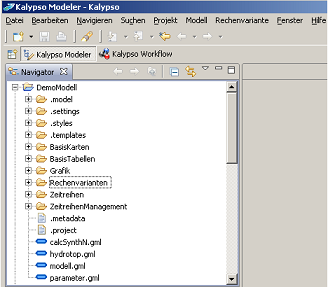 Kalypso Modeler - Kalypso
Datei Bearbeiten Navigieren Suchen Projekt Modell Rechenvariante Fenster Hilfe
Kalypso Modeler Kalypso Workflow
Navigator
DemoModell
.model
.settings
.styles
.templates
BasisKarten
BasisTabellen
Grafik
Rechenvarianten
Zeitreihen
ZeitreihenManagement
.metadata
.project
calcSynthN.gml
hydrotop.gml
modell.gml
parameter.gml